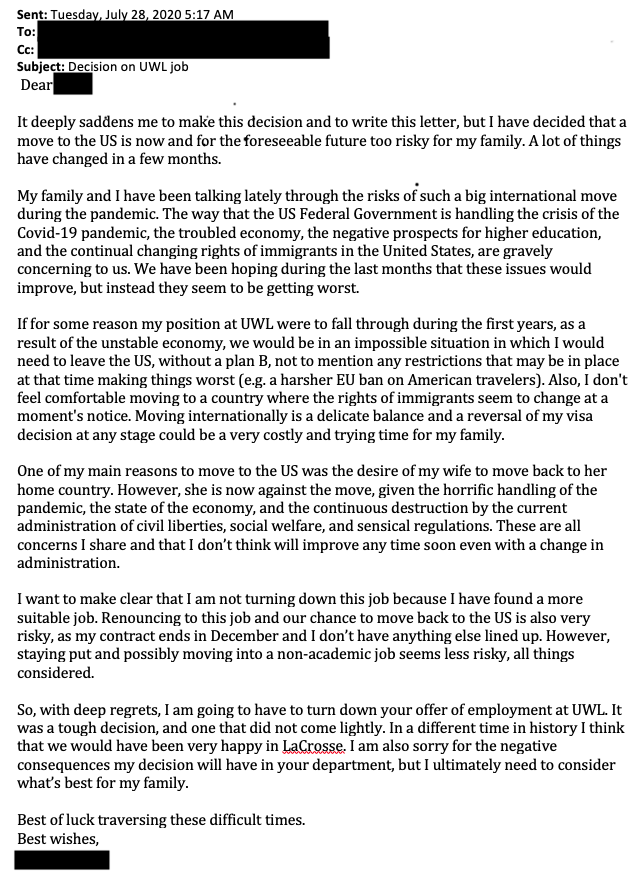 Sent: Tuesday, July 28, 2020 5:17 AM
To:
Cc:
Subject: Decision on UWL job
Dear
It deeply saddens me to make this decision and to write this letter, but I have decided that a
move to the US is now and for the foreseeable future too risky for my family. A lot of things
have changed in a few months.
My family and I have been talking lately through the risks of such a big international move
during the pandemic. The way that the US Federal Government is handling the crisis of the
Covid-19 pandemic, the troubled economy, the negative prospects for higher education,
and the continual changing rights of immigrants in the United States, are gravely
concerning to us. We have been hoping during the last months that these issues would
improve, but instead they seem to be getting worst.
If for some reason my position at UWL were to fall through during the first years, as a
result of the unstable economy, we would be in an impossible situation in which I would
need to leave the US, without a plan B, not to mention any restrictions that may be in place
at that time making things worst (e.g. a harsher EU ban on American travelers). Also, I don't
feel comfortable moving to a country where the rights of immigrants seem to change at a
moment's notice. Moving internationally is a delicate balance and a reversal of my visa
decision at any stage could be a very costly and trying time for my family.
One of my main reasons to move to the US was the desire of my wife to move back to her
home country. However, she is now against the move, given the horrific handling of the
pandemic, the state of the economy, and the continuous destruction by the current
administration of civil liberties, social welfare, and sensical regulations. These are all
concerns I share and that I don’t think will improve any time soon even with a change in
administration.
I want to make clear that I am not turning down this job because I have found a more
suitable job. Renouncing to this job and our chance to move back to the US is also very
risky, as my contract ends in December and I don’t have anything else lined up. However,
staying put and possibly moving into a non-academic job seems less risky, all things
considered.
So, with deep regrets, I am going to have to turn down your offer of employment at UWL. It
was a tough decision, and one that did not come lightly. In a different time in history I think
that we would have been very happy in LaCrosse. I am also sorry for the negative
consequences my decision will have in your department, but I ultimately need to consider
what’s best for my family.
Best of luck traversing these difficult times.
Best wishes,